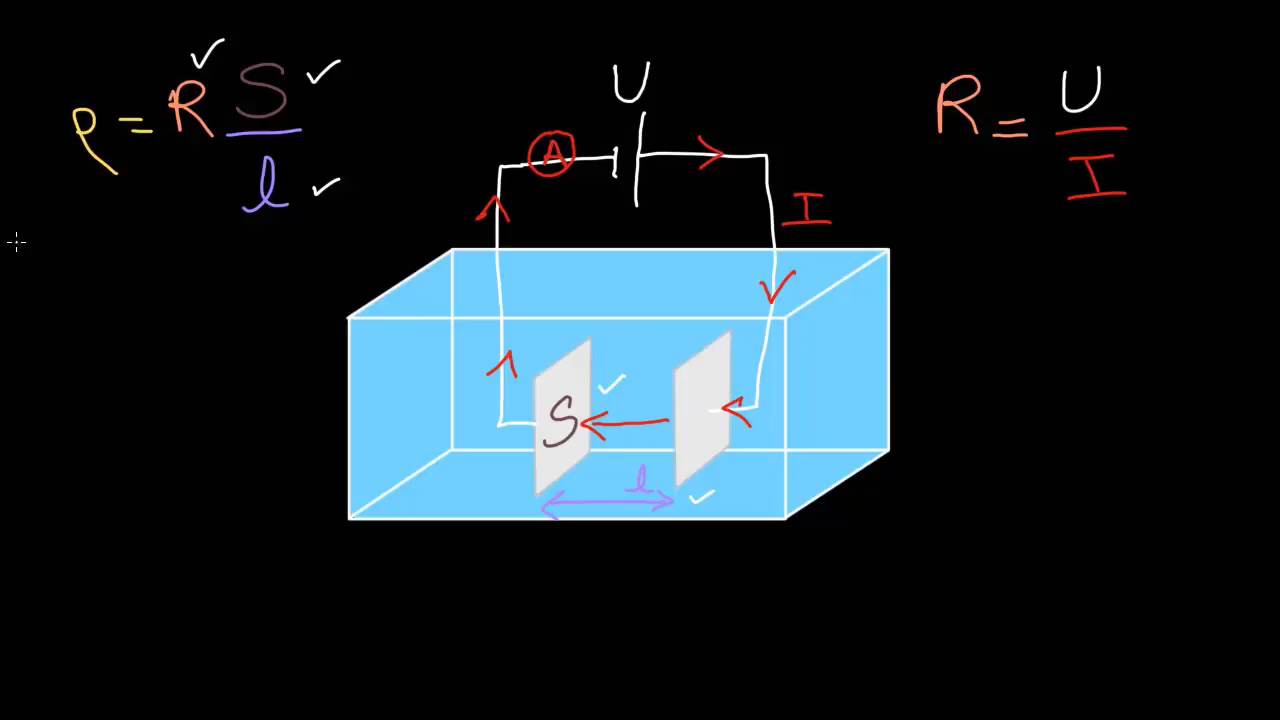 ρ = R S / l
U
R = U / I
A
I
S
l